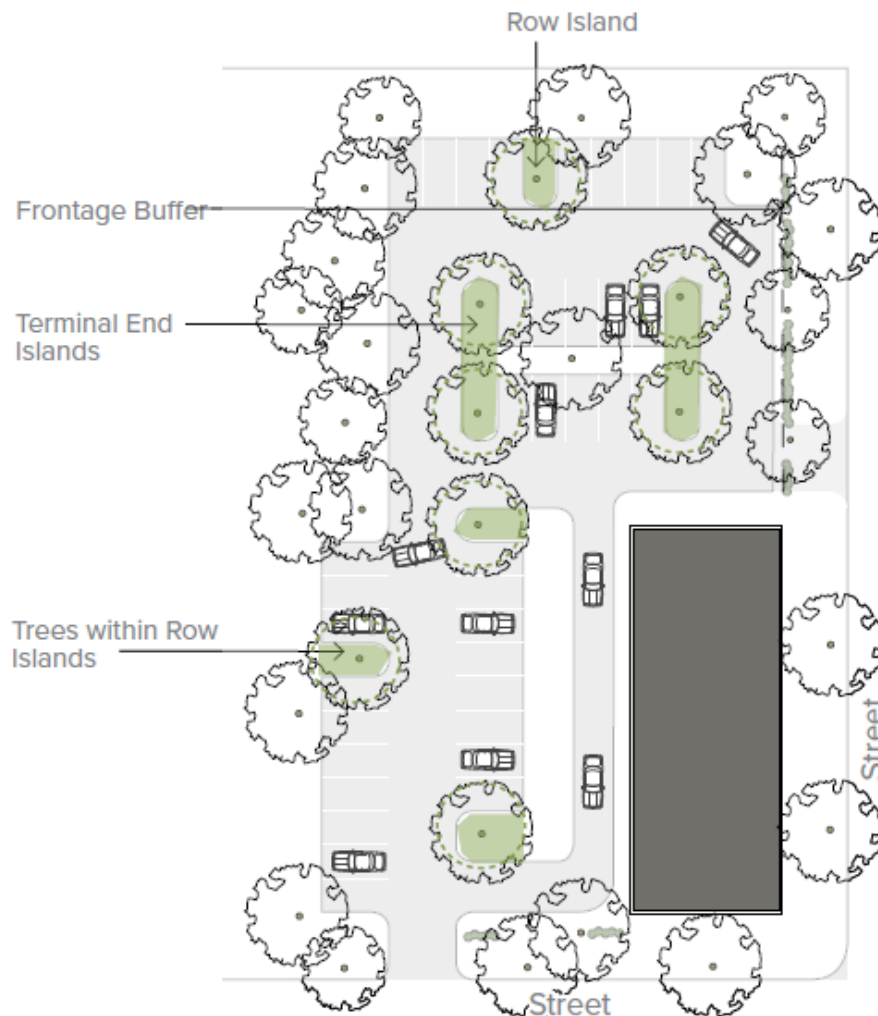 Row Island
Frontage Buffer
Terminal End
Islands
Trees within Row
Islands
Street
Street